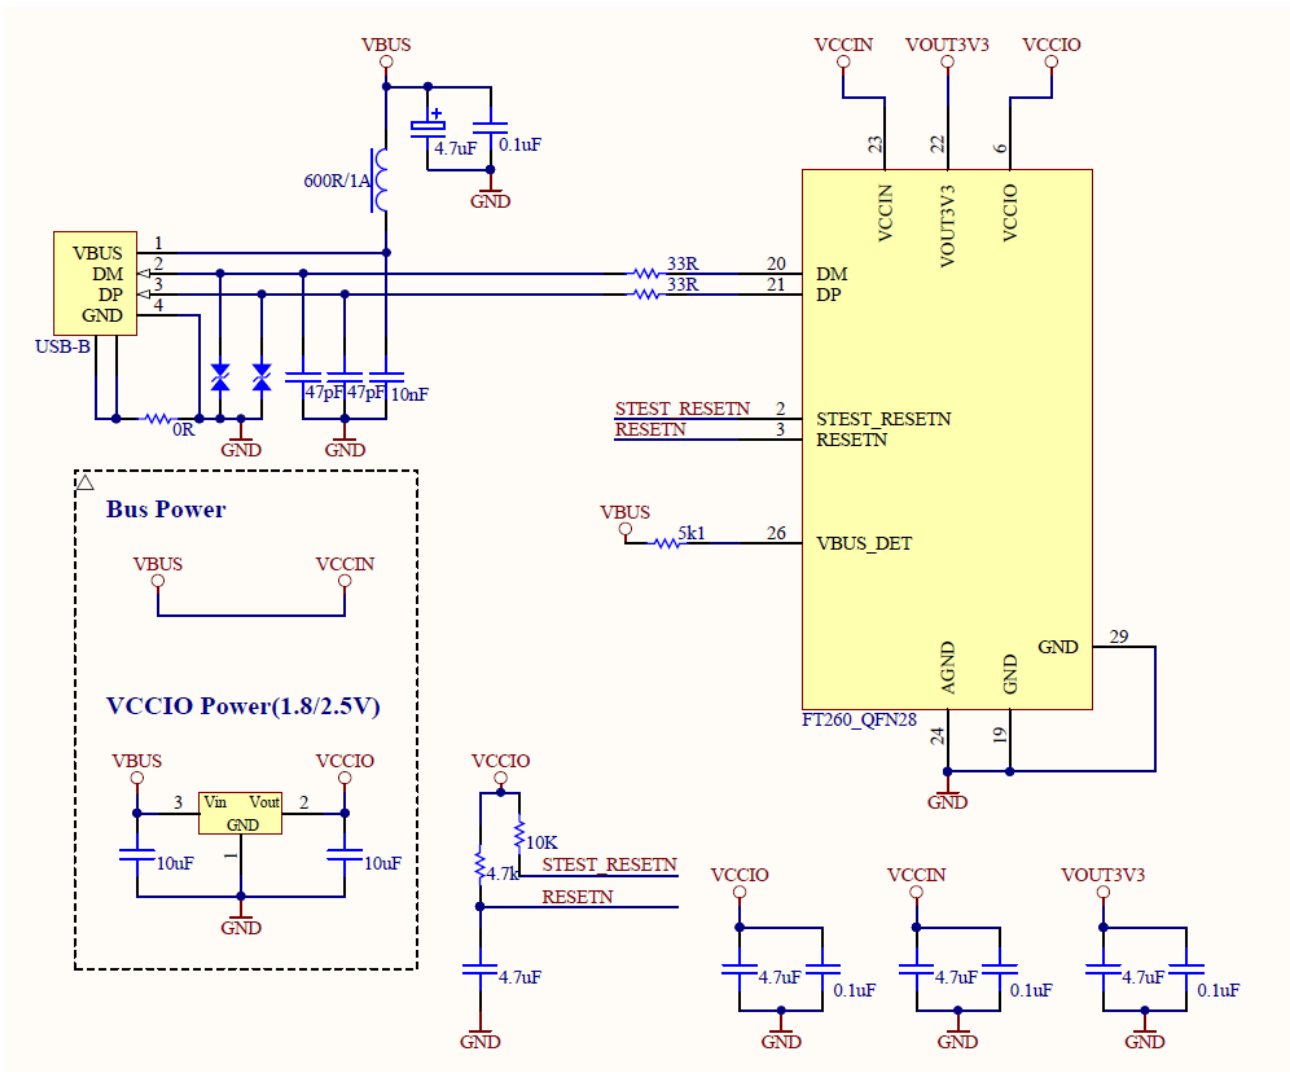 VBUS
+
4.7uF
0.1uF
600R/1A
GND
VCCIN
VOUT3V3
VCCIO
23
22
6
VCCIN
VOUT3V3
VCCIO
VBUS
1
DM
2
DP
3
GND
4
USB-B
33R
20
DM
33R
21
DP
47pF
47pF
10nF
0R
GND
GND
STEST_RESETN
2
STEST_RESETN
RESETN
3
RESETN
VBUS
5k1
26
VBUS_DET
GND
29
AGND
GND
FT260_QFN28
24
19
GND
Bus Power
VBUS
VCCIN
VCCIO Power(1.8/2.5V)
VBUS
VCCIO
3
Vin
Vout
2
GND
1
10uF
10uF
GND
VCCIO
10K
4.7k
STEST_RESETN
RESETN
4.7uF
GND
VCCIO
4.7uF
0.1uF
GND
VCCIN
4.7uF
0.1uF
GND
VOUT3V3
4.7uF
0.1uF
GND